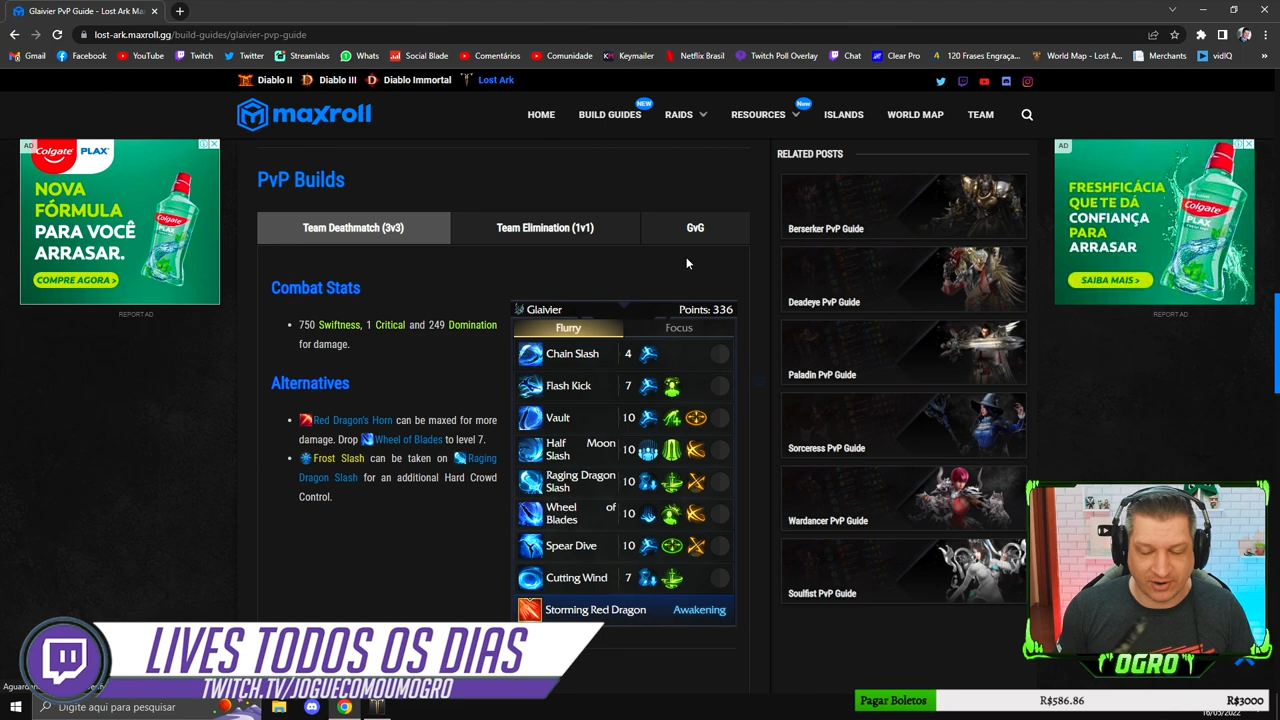 Glaivier PvP Guide - Lost Ark Ma
lost-ark.maxroll.gg/build-guides/glaivier-pvp-guide
Gmail Facebook YouTube Twitch Twitter Streamlabs Whats Social Blade Comentários Comunidade Keymailer Netflix Brasil Twitch Poll Overlay Chat Clear Pro 120 Frases Engraça... World Map - Lost A... Merchants vidIQ
Diablo II Diablo III Diablo Immortal Lost Ark
maxroll
NEW New
HOME BUILD GUIDES RAIDS RESOURCES ISLANDS WORLD MAP TEAM
AD
Colgate PLAX
NOVA
FÓRMULA
PARA VOCÊ
ARRASAR.
COMPRE AGORA >
REPORT AD
PvP Builds
Team Deathmatch (3v3) Team Elimination (1v1) GvG
Combat Stats
750 Swiftness, 1 Critical and 249 Domination
for damage.
Alternatives
Red Dragon's Horn can be maxed for more
damage. Drop Wheel of Blades to level 7.
Frost Slash can be taken on Raging
Dragon Slash for an additional Hard Crowd
Control.
Glaivier Points: 336
Flurry Focus
Chain Slash 4
Flash Kick 7
Vault 10
Half Moon
Slash 10
Raging Dragon
Slash 10
Wheel of
Blades 10
Spear Dive 10
Cutting Wind 7
Storming Red Dragon Awakening
RELATED POSTS
Berserker PvP Guide
Deadeye PvP Guide
Paladin PvP Guide
Sorceress PvP Guide
Wardancer PvP Guide
Soulfist PvP Guide
AD
FRESHFICÁCIA
QUE TE DÁ
CONFIANÇA
PARA
ARRASAR
Colgate
PLAX
SAIBA MAIS >
REPORT AD
LIVES TODOS OS DIAS
TWITCH.TV/JOGUECOMOUMOGRO
OGRO
Pagar Boletos R$586.86 R$3000
Digite aqui para pesquisar
16/05/2022